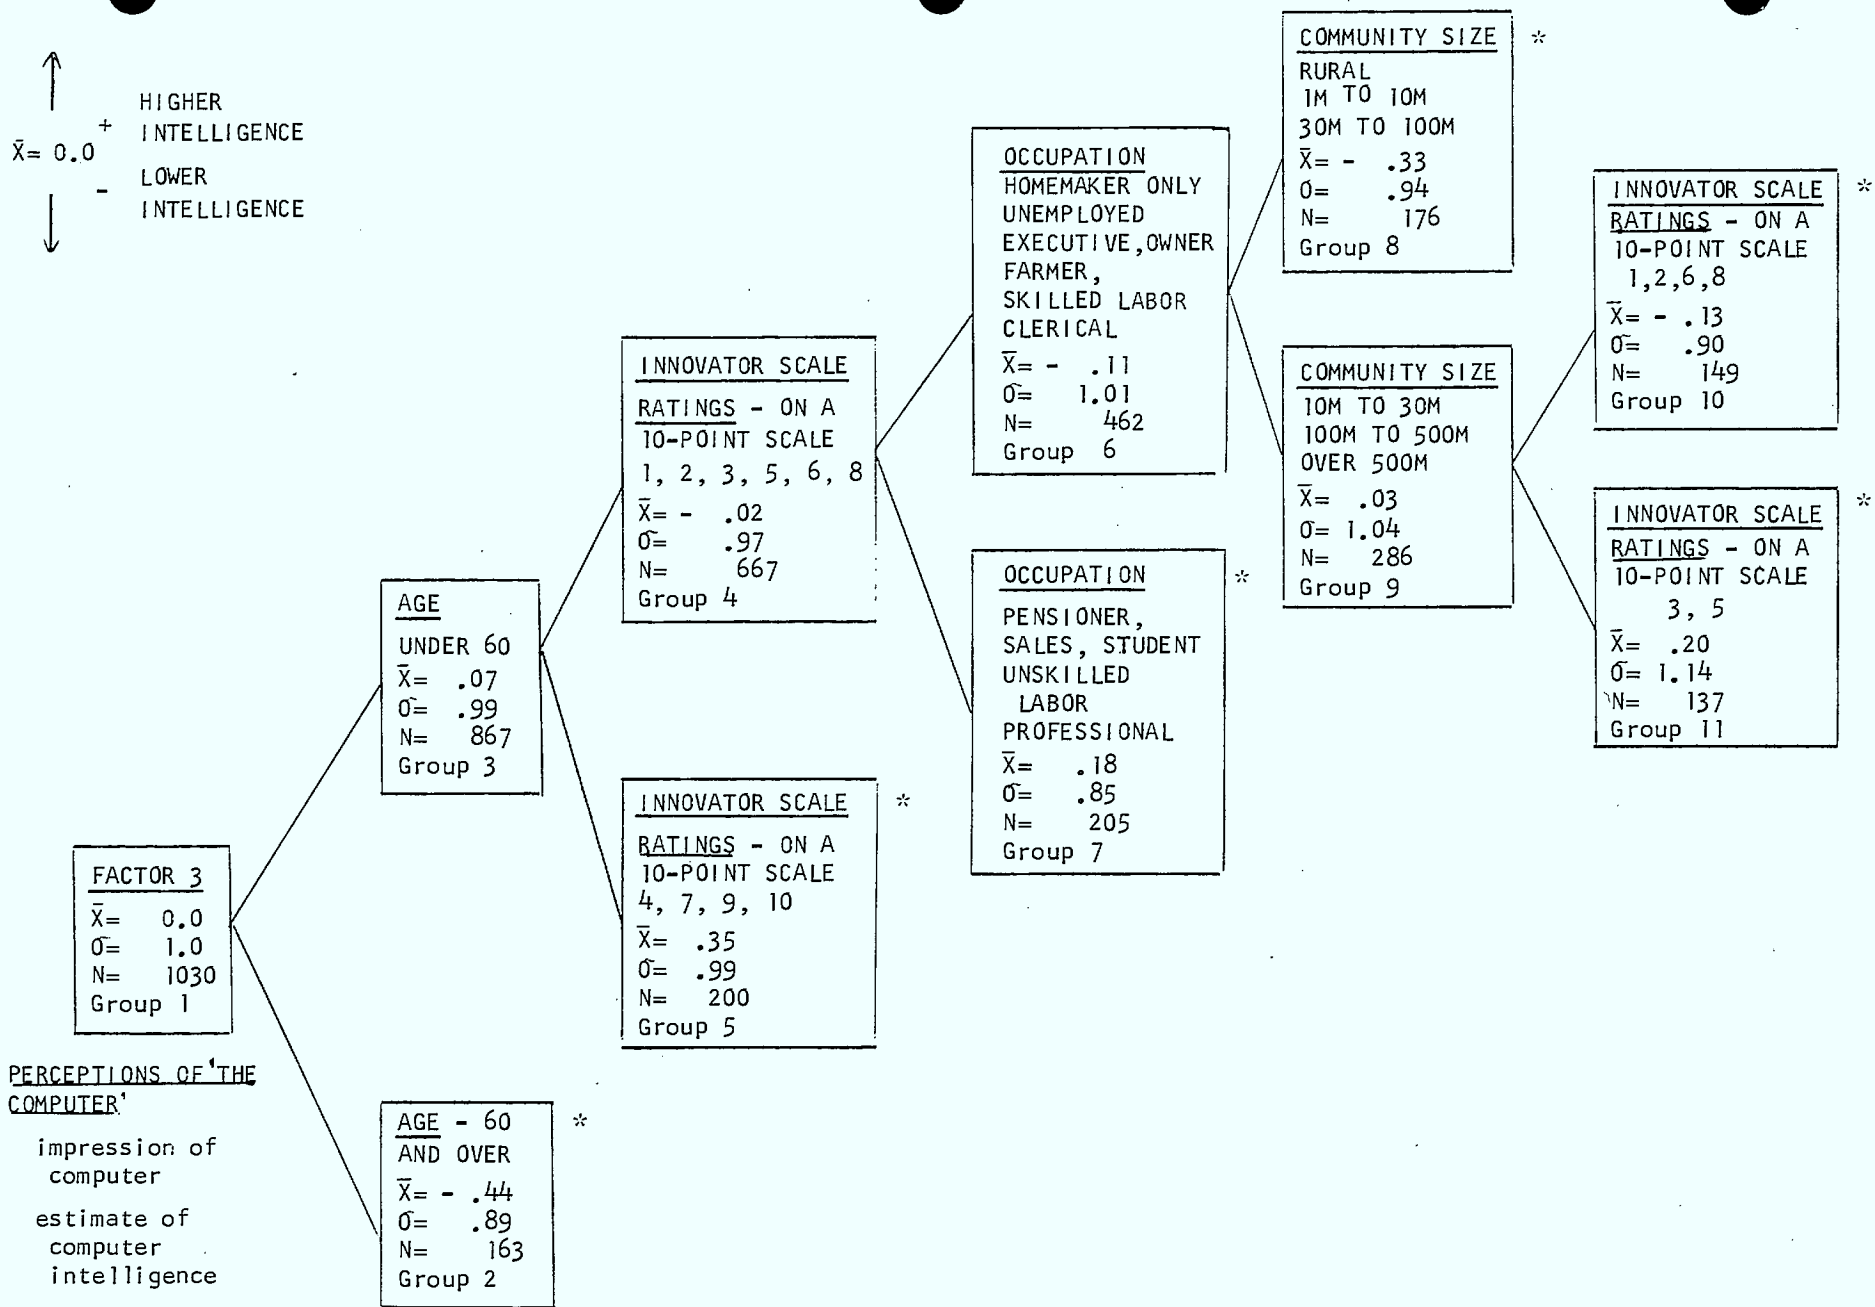 HIGHER
+ INTELLIGENCE
X̄= 0.0
- LOWER
INTELLIGENCE
FACTOR 3
X̄= 0.0
σ= 1.0
N= 1030
Group 1
PERCEPTIONS OF 'THE
COMPUTER'
impression of
computer
estimate of
computer
intelligence
AGE
UNDER 60
X̄= .07
σ= .99
N= 867
Group 3
AGE - 60 *
AND OVER
X̄= - .44
σ= .89
N= 163
Group 2
INNOVATOR SCALE
RATINGS - ON A
10-POINT SCALE
1, 2, 3, 5, 6, 8
X̄= - .02
σ= .97
N= 667
Group 4
INNOVATOR SCALE *
RATINGS - ON A
10-POINT SCALE
4, 7, 9, 10
X̄= .35
σ= .99
N= 200
Group 5
OCCUPATION
HOMEMAKER ONLY
UNEMPLOYED
EXECUTIVE,OWNER
FARMER,
SKILLED LABOR
CLERICAL
X̄= - .11
σ= 1.01
N= 462
Group 6
OCCUPATION *
PENSIONER,
SALES, STUDENT
UNSKILLED
LABOR
PROFESSIONAL
X̄= .18
σ= .85
N= 205
Group 7
COMMUNITY SIZE *
RURAL
1M TO 10M
30M TO 100M
X̄= - .33
σ= .94
N= 176
Group 8
COMMUNITY SIZE
10M TO 30M
100M TO 500M
OVER 500M
X̄= .03
σ= 1.04
N= 286
Group 9
INNOVATOR SCALE *
RATINGS - ON A
10-POINT SCALE
1,2,6,8
X̄= - .13
σ= .90
N= 149
Group 10
INNOVATOR SCALE *
RATINGS - ON A
10-POINT SCALE
3, 5
X̄= .20
σ= 1.14
N= 137
Group 11